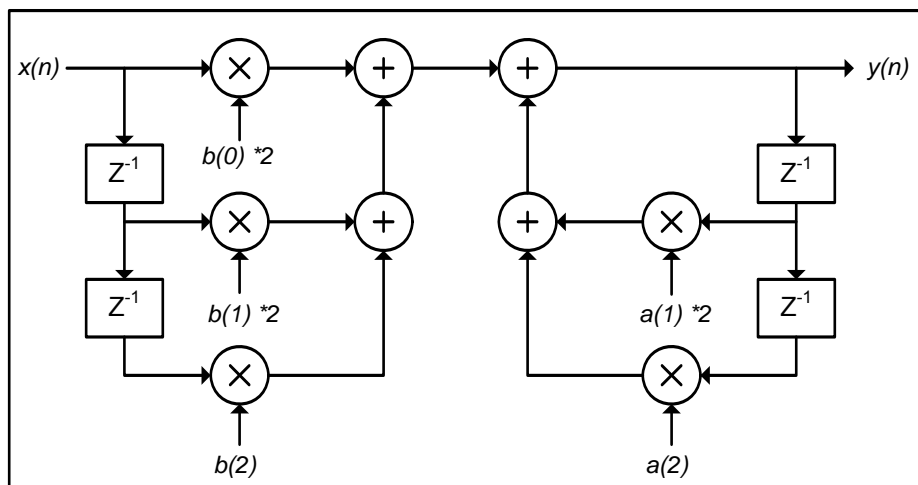 x(n)
y(n)
b(0) *2
Z-1
Z-1
b(1) *2
a(1) *2
Z-1
Z-1
b(2)
a(2)